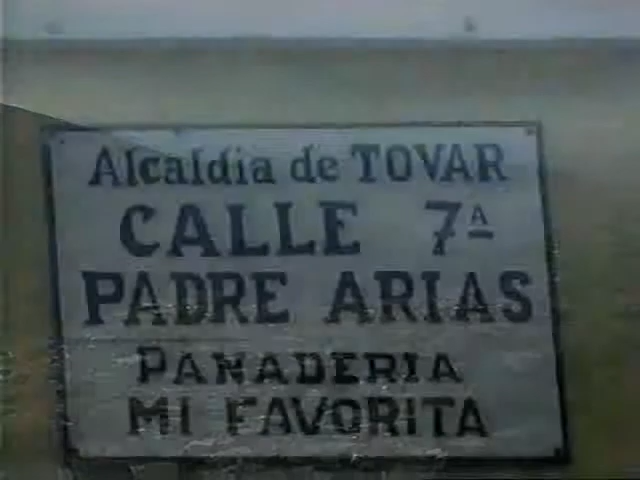 Alcaldia de TOVAR
CALLE 7A
PADRE ARIAS
PANADERIA
MI FAVORITA